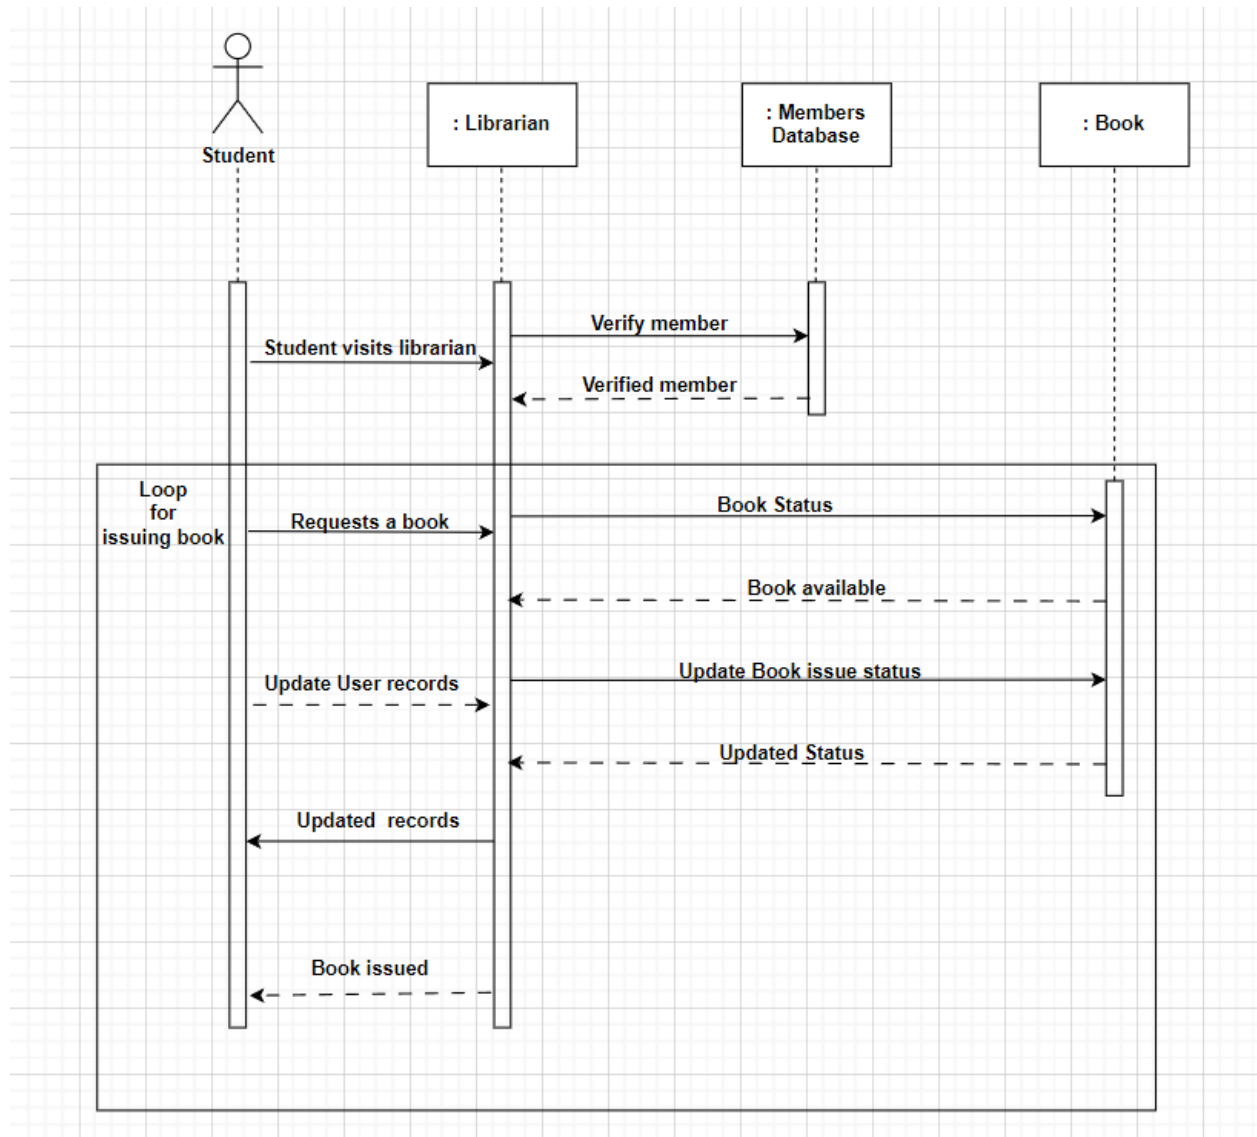 Student
: Librarian
: Members
Database
: Book
Verify member
Student visits librarian
Verified member
Loop
for
issuing book
Book Status
Requests a book
Book available
Update Book issue status
Update User records
Updated Status
Updated records
Book issued